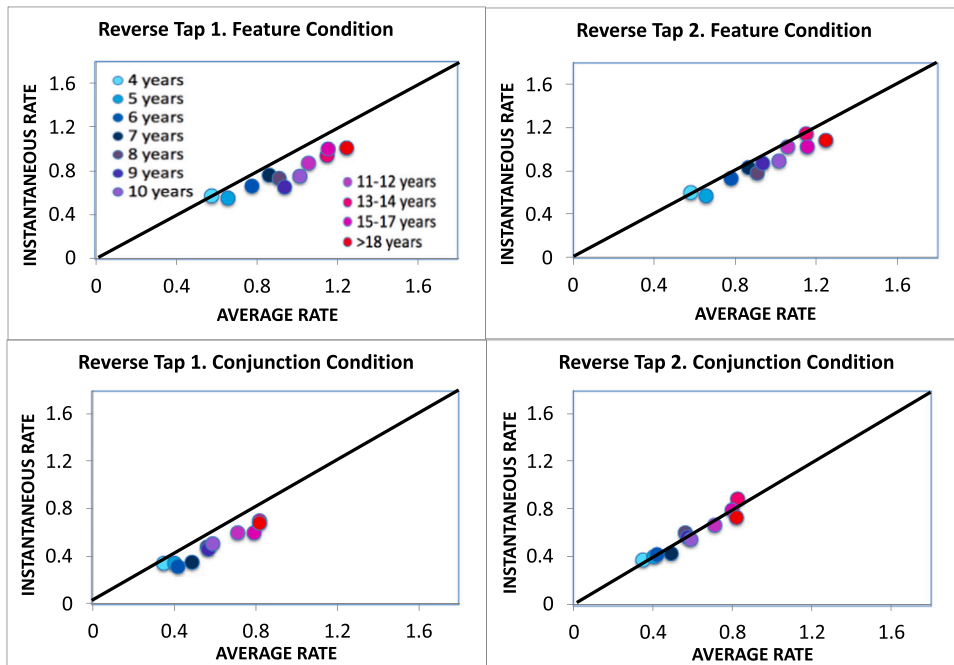 Reverse Tap 1. Feature Condition
INSTANTANEOUS RATE
1.6
1.2
0.8
0.4
0
4 years
5 years
6 years
7 years
8 years
9 years
10 years
11-12 years
13-14 years
15-17 years
>18 years
0 0.4 0.8 1.2 1.6
AVERAGE RATE
Reverse Tap 2. Feature Condition
INSTANTANEOUS RATE
1.6
1.2
0.8
0.4
0
0 0.4 0.8 1.2 1.6
AVERAGE RATE
Reverse Tap 1. Conjunction Condition
INSTANTANEOUS RATE
1.6
1.2
0.8
0.4
0
0 0.4 0.8 1.2 1.6
AVERAGE RATE
Reverse Tap 2. Conjunction Condition
INSTANTANEOUS RATE
1.6
1.2
0.8
0.4
0
0 0.4 0.8 1.2 1.6
AVERAGE RATE